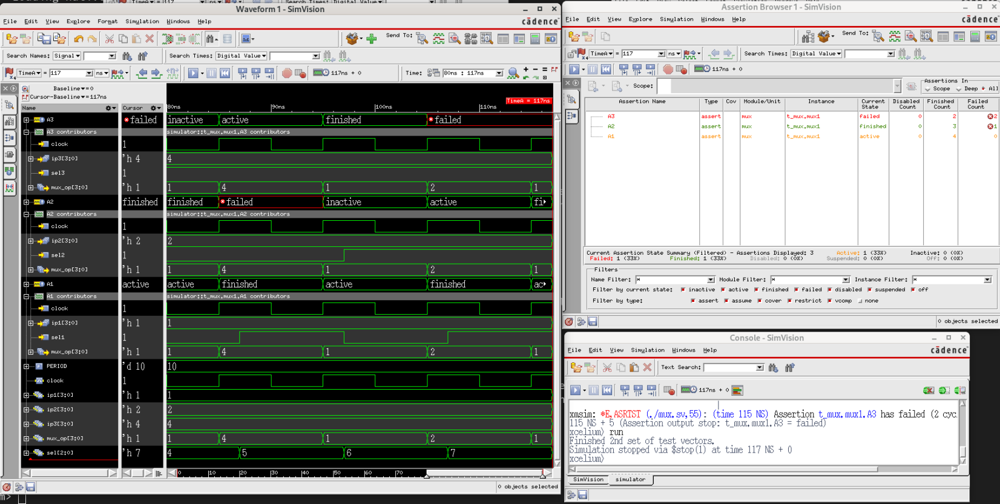 Waveform 1 - SimVision
File Edit View Explore Format Simulation Windows Help
cādence
Send To:
Search Names: Signal
Search Times: Digital Value
TimeA = 117 ns
117ns + 0
Time: 80ns : 117ns
Baseline = 0
Cursor-Baseline = 117ns
TimeA = 117ns
Name Cursor
80ns 90ns 100ns 110ns
A3 failed inactive active finished failed
A3 contributors simulator::t_mux.mux1.A3 contributors
clock 1
ip3[3:0] 'h 4 4
sel3 1
mux_op[3:0] 'h 1 1 4 1 2 1
A2 finished finished failed inactive active fi
A2 contributors simulator::t_mux.mux1.A2 contributors
clock 1
ip2[3:0] 'h 2 2
sel2 1
mux_op[3:0] 'h 1 1 4 1 2 1
A1 active active finished active finished ac
A1 contributors simulator::t_mux.mux1.A1 contributors
clock 1
ip1[3:0] 'h 1 1
sel1 1
mux_op[3:0] 'h 1 1 4 1 2 1
PERIOD 'd 10 10
clock 1
ip1[3:0] 'h 1 1
ip2[3:0] 'h 2 2
ip3[3:0] 'h 4 4
mux_op[3:0] 'h 1 1 4 1 2 1
sel[2:0] 'h 7 4 5 6 7
0 10 20 30 40 50 60 70
0 objects selected
m>
Assertion Browser 1 - SimVision
File Edit View Explore Simulation Windows Help
cādence
Send To:
TimeA = 117 ns
Search Times: Digital Value
117ns + 0
Scope:
Assertions In
Scope Deep All
Assertion Name Type Cov Module/Unit Instance Current State Disabled Count Finished Count Failed Count
A3 assert mux t_mux.mux1 failed 0 2 2
A2 assert mux t_mux.mux1 finished 0 3 1
A1 assert mux t_mux.mux1 active 0 4 0
Current Assertion State Summary (Filtered) - Assertions Displayed: 3 Active: 1 (33%) Inactive: 0 (0%)
Failed: 1 (33%) Finished: 1 (33%) Disabled: 0 (0%) Suspended: 0 (0%) Off: 0 (0%)
Filters
Name Filter: * Module Filter: * Instance Filter: *
Filter by current state: inactive active finished failed disabled suspended off
Filter by type: assert assume cover restrict vcomp none
0 objects selected
Console - SimVision
File Edit View Simulation Windows Help
cādence
Text Search:
117ns + 0
xmsim: *E,ASRTST (./mux.sv,55): (time 115 NS) Assertion t_mux.mux1.A3 has failed (2 cyc
115 NS + 5 (Assertion output stop: t_mux.mux1.A3 = failed)
xcelium> run
Finished 2nd set of test vectors.
Simulation stopped via $stop(1) at time 117 NS + 0
xcelium>
SimVision simulator